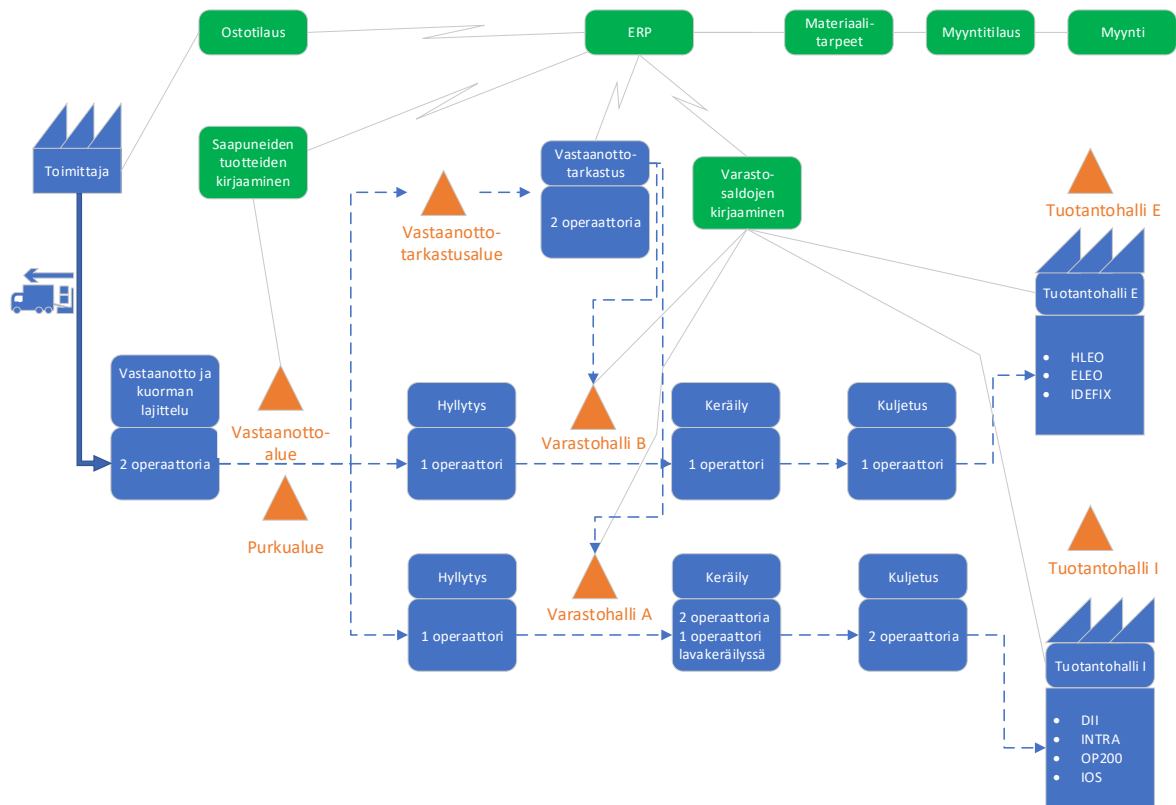 Ostotilaus
ERP
Materiaali-
tarpeet
Myyntitilaus
Myynti
Toimittaja
Saapuneiden
tuotteiden
kirjaaminen
Vastaanotto-
tarkastus
2 operaattoria
Varasto-
saldojen
kirjaaminen
Vastaanotto-
tarkastusalue
Tuotantohalli E
Tuotantohalli E
HLEO
ELEO
IDEFIX
Vastaanotto ja
kuorman
lajittelu
2 operaattoria
Vastaanotto-
alue
Purkualue
Hyllytys
1 operaattori
Varastohalli B
Keräily
1 operattori
Kuljetus
1 operaattori
Hyllytys
1 operaattori
Varastohalli A
Keräily
2 operaattoria
1 operaattori
lavakeräilyssä
Kuljetus
2 operaattoria
Tuotantohalli I
Tuotantohalli I
DII
INTRA
OP200
IOS